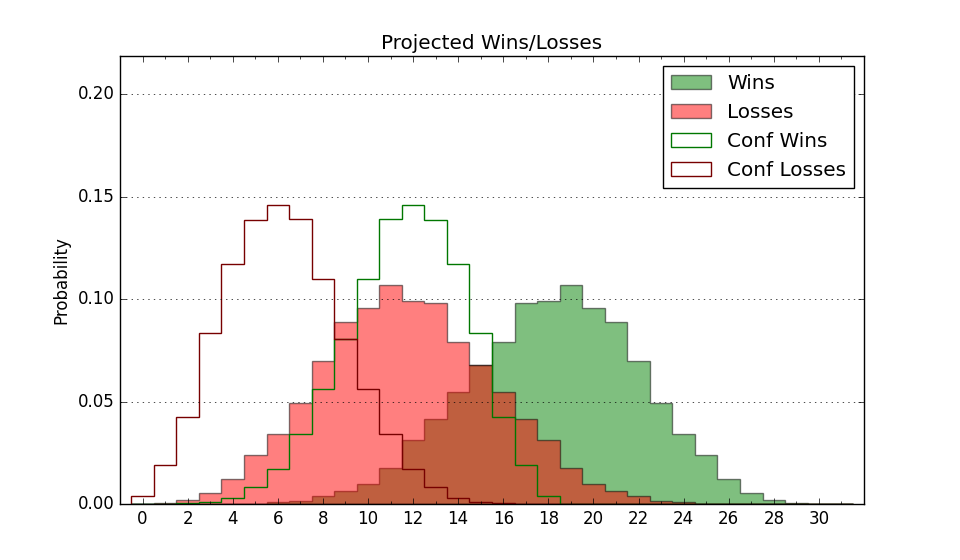 Projected Wins/Losses
Wins
Losses
Conf Wins
Conf Losses
Probability
0.20
0.15
0.10
0.05
0.00
0 2 4 6 8 10 12 14 16 18 20 22 24 26 28 30